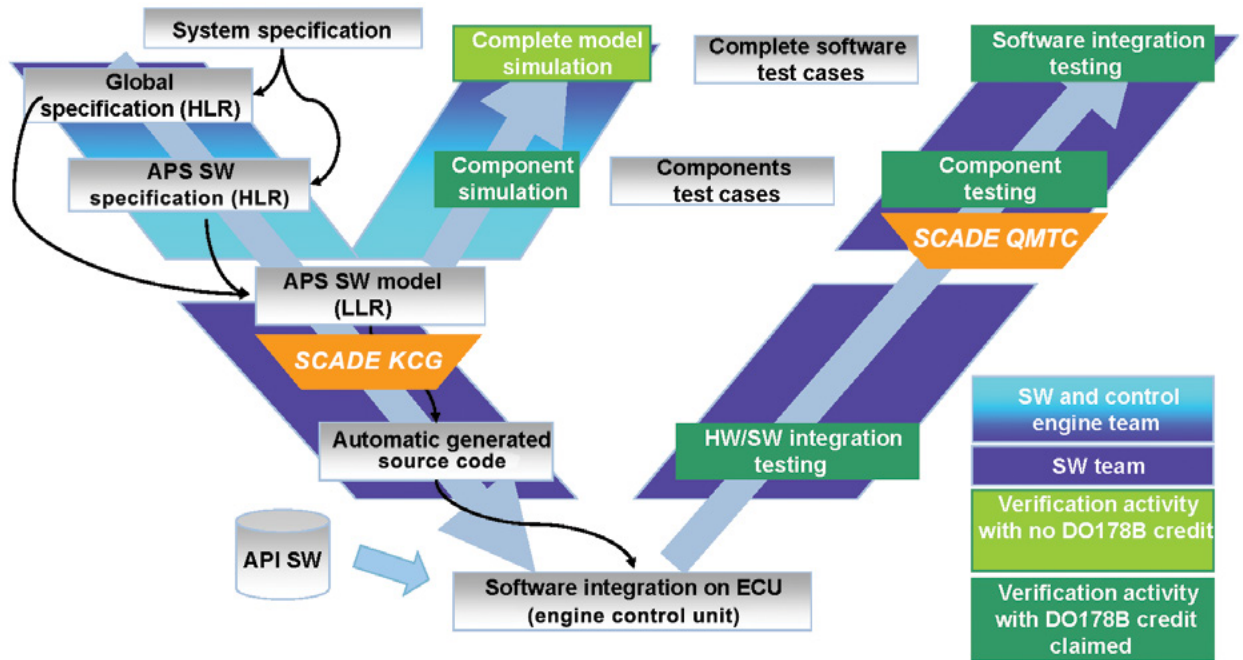 System specification
Global
specification (HLR)
APS SW
specification (HLR)
APS SW model
(LLR)
SCADE KCG
Automatic generated
source code
API SW
Software integration on ECU
(engine control unit)
Complete model
simulation
Component
simulation
Complete software
test cases
Components
test cases
Software integration
testing
Component
testing
SCADE QMTC
HW/SW integration
testing
SW and control
engine team
SW team
Verification activity
with no DO178B credit
Verification activity
with DO178B credit
claimed